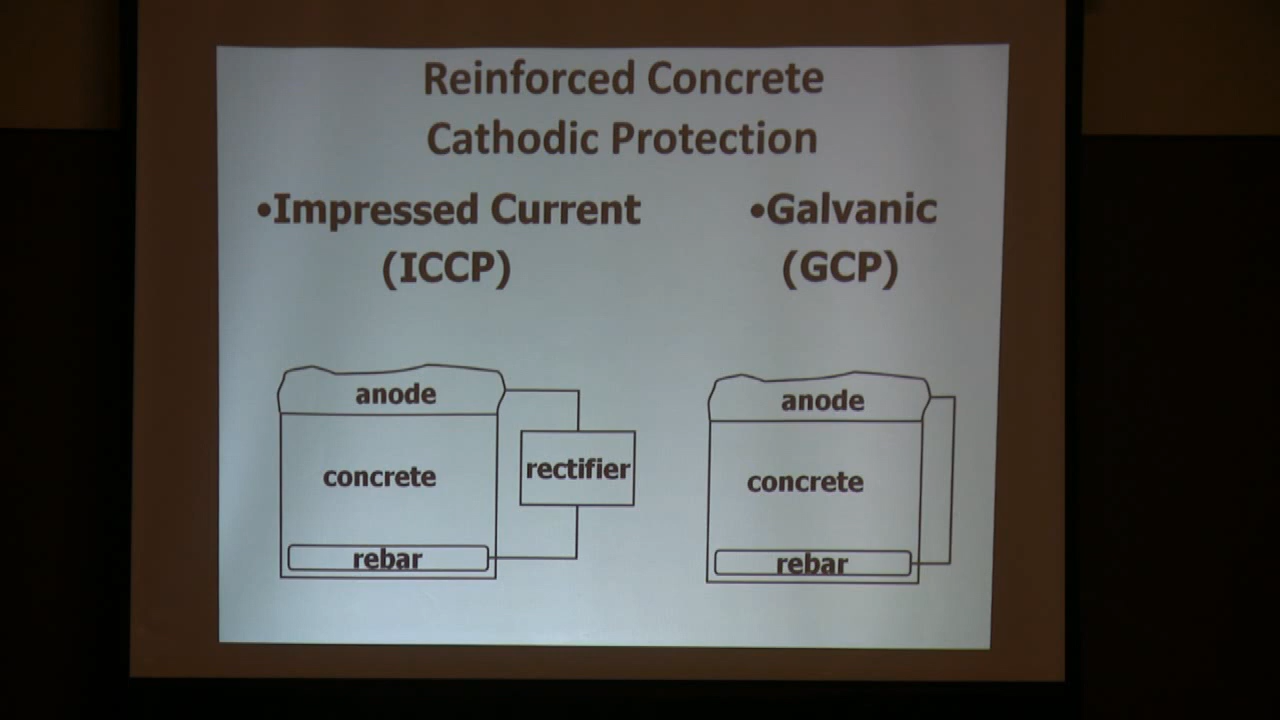 Reinforced Concrete
Cathodic Protection
•Impressed Current
(ICCP)
•Galvanic
(GCP)
anode
concrete
rectifier
rebar
anode
concrete
rebar